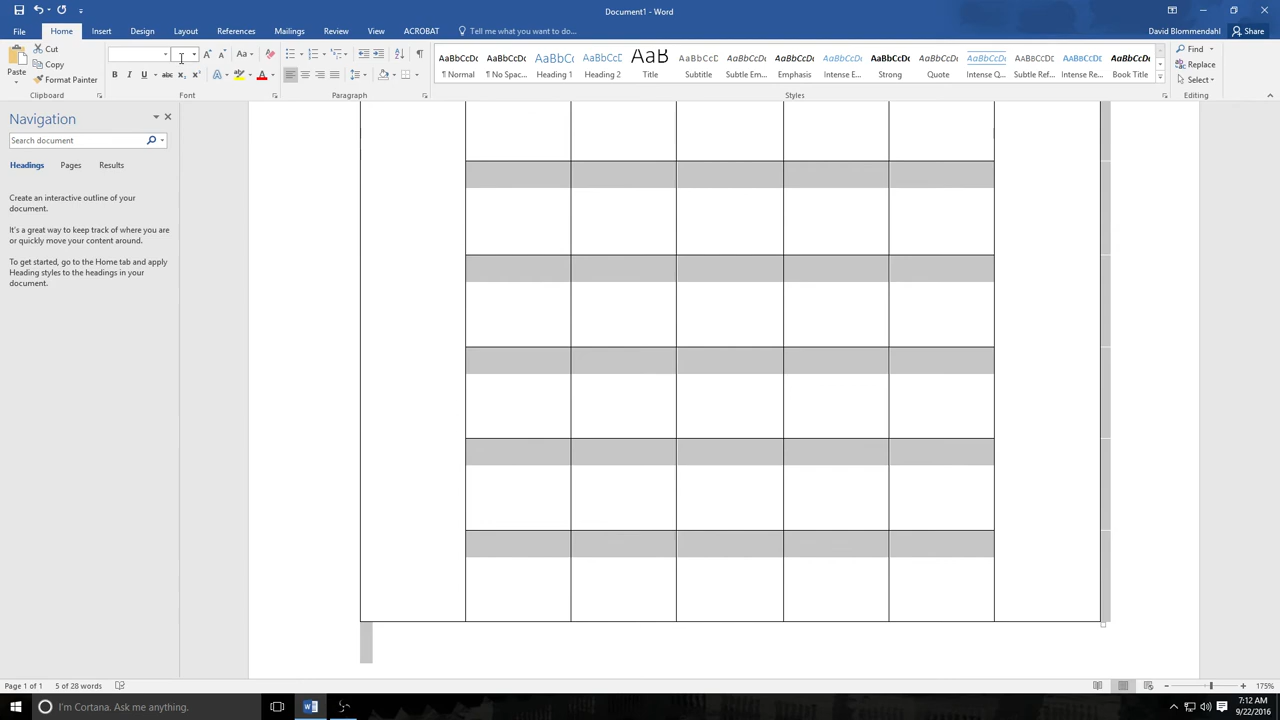 Document1 - Word
File Home Insert Design Layout References Mailings Review View ACROBAT Tell me what you want to do... David Blommendahl Share
Cut
Copy
Format Painter
Paste
B I U abc x₂ x² Aa A
AaBbCcDc AaBbCcDc AaBbCc AaBbCcD AaB AaBbCcD AaBbCcDc AaBbCcDc AaBbCcDc AaBbCcDc AaBbCcDc AaBbCcDc AaBbCcDc AaBbCcDc
¶ Normal ¶ No Spac... Heading 1 Heading 2 Title Subtitle Subtle Em... Emphasis Intense E... Strong Quote Intense Q... Subtle Ref... Intense Re... Book Title
Find
Replace
Select
Clipboard Font Paragraph Styles Editing
Navigation
Search document
Headings Pages Results
Create an interactive outline of your
document.
It's a great way to keep track of where you are
or quickly move your content around.
To get started, go to the Home tab and apply
Heading styles to the headings in your
document.
Page 1 of 1 5 of 28 words 175%
I'm Cortana. Ask me anything.
7:12 AM
9/22/2016